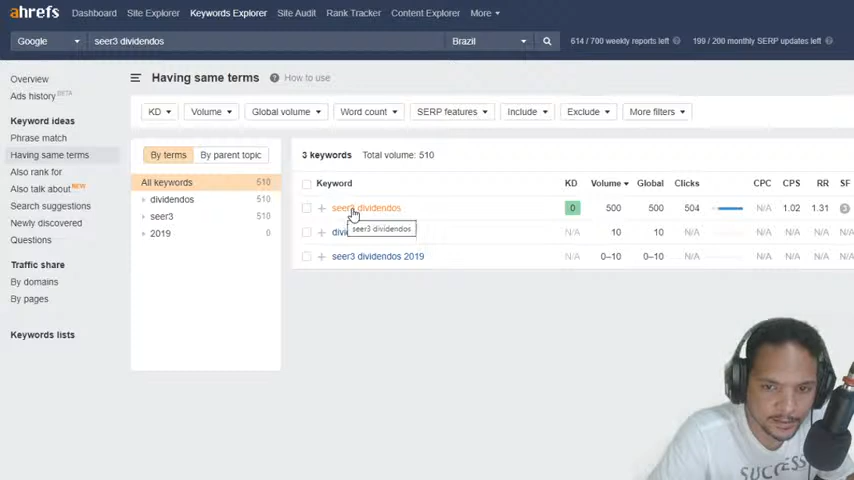 ahrefs Dashboard Site Explorer Keywords Explorer Site Audit Rank Tracker Content Explorer More
Google seer3 dividendos Brazil 614 / 700 weekly reports left 199 / 200 monthly SERP updates left
Overview
Ads history BETA
Keyword ideas
Phrase match
Having same terms
Also rank for
Also talk about NEW
Search suggestions
Newly discovered
Questions
Traffic share
By domains
By pages
Keywords lists
Having same terms ? How to use
KD Volume Global volume Word count SERP features Include Exclude More filters
By terms By parent topic
All keywords 510
dividendos 510
seer3 510
2019 0
3 keywords Total volume: 510
Keyword KD Volume Global Clicks CPC CPS RR SF
+ dividendos 0 500 500 504 N/A 1.02 1.31 3
seer3 dividendos
+ N/A 10 10 N/A N/A N/A N/A N/A
+ seer3 dividendos 2019 N/A 0–10 0–10 N/A N/A N/A N/A N/A
SUCCESS